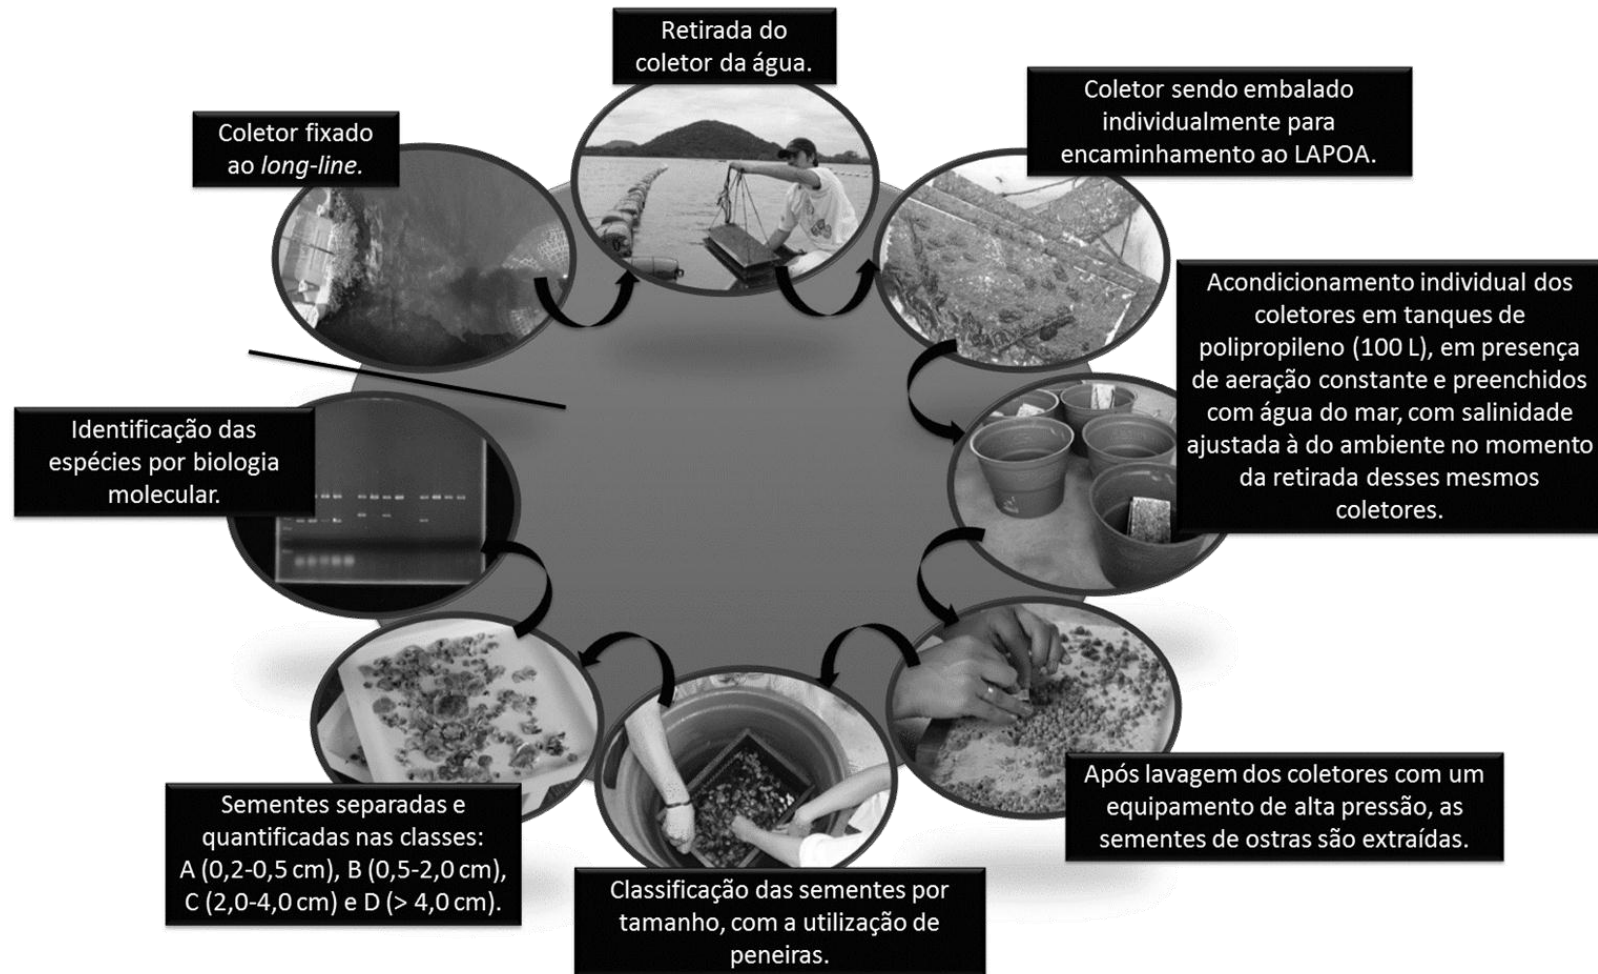 Retirada do
coletor da água.
Coletor fixado
ao long-line.
Coletor sendo embalado
individualmente para
encaminhamento ao LAPOA.
Acondicionamento individual dos
coletores em tanques de
polipropileno (100 L), em presença
de aeração constante e preenchidos
com água do mar, com salinidade
ajustada à do ambiente no momento
da retirada desses mesmos
coletores.
Após lavagem dos coletores com um
equipamento de alta pressão, as
sementes de ostras são extraídas.
Classificação das sementes por
tamanho, com a utilização de
peneiras.
Sementes separadas e
quantificadas nas classes:
A (0,2-0,5 cm), B (0,5-2,0 cm),
C (2,0-4,0 cm) e D (> 4,0 cm).
Identificação das
espécies por biologia
molecular.